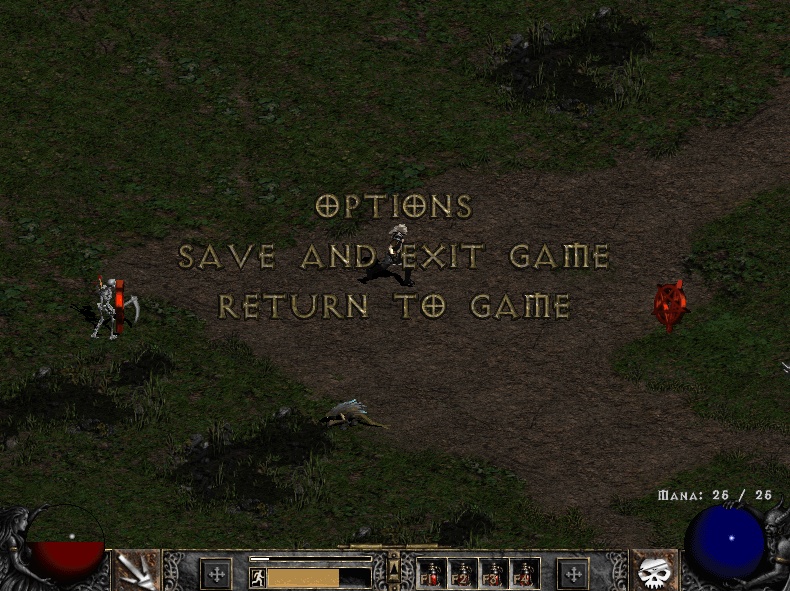 OPTIONS
SAVE AND EXIT GAME
RETURN TO GAME
MANA: 26 / 26
F1 F2 F3 F4